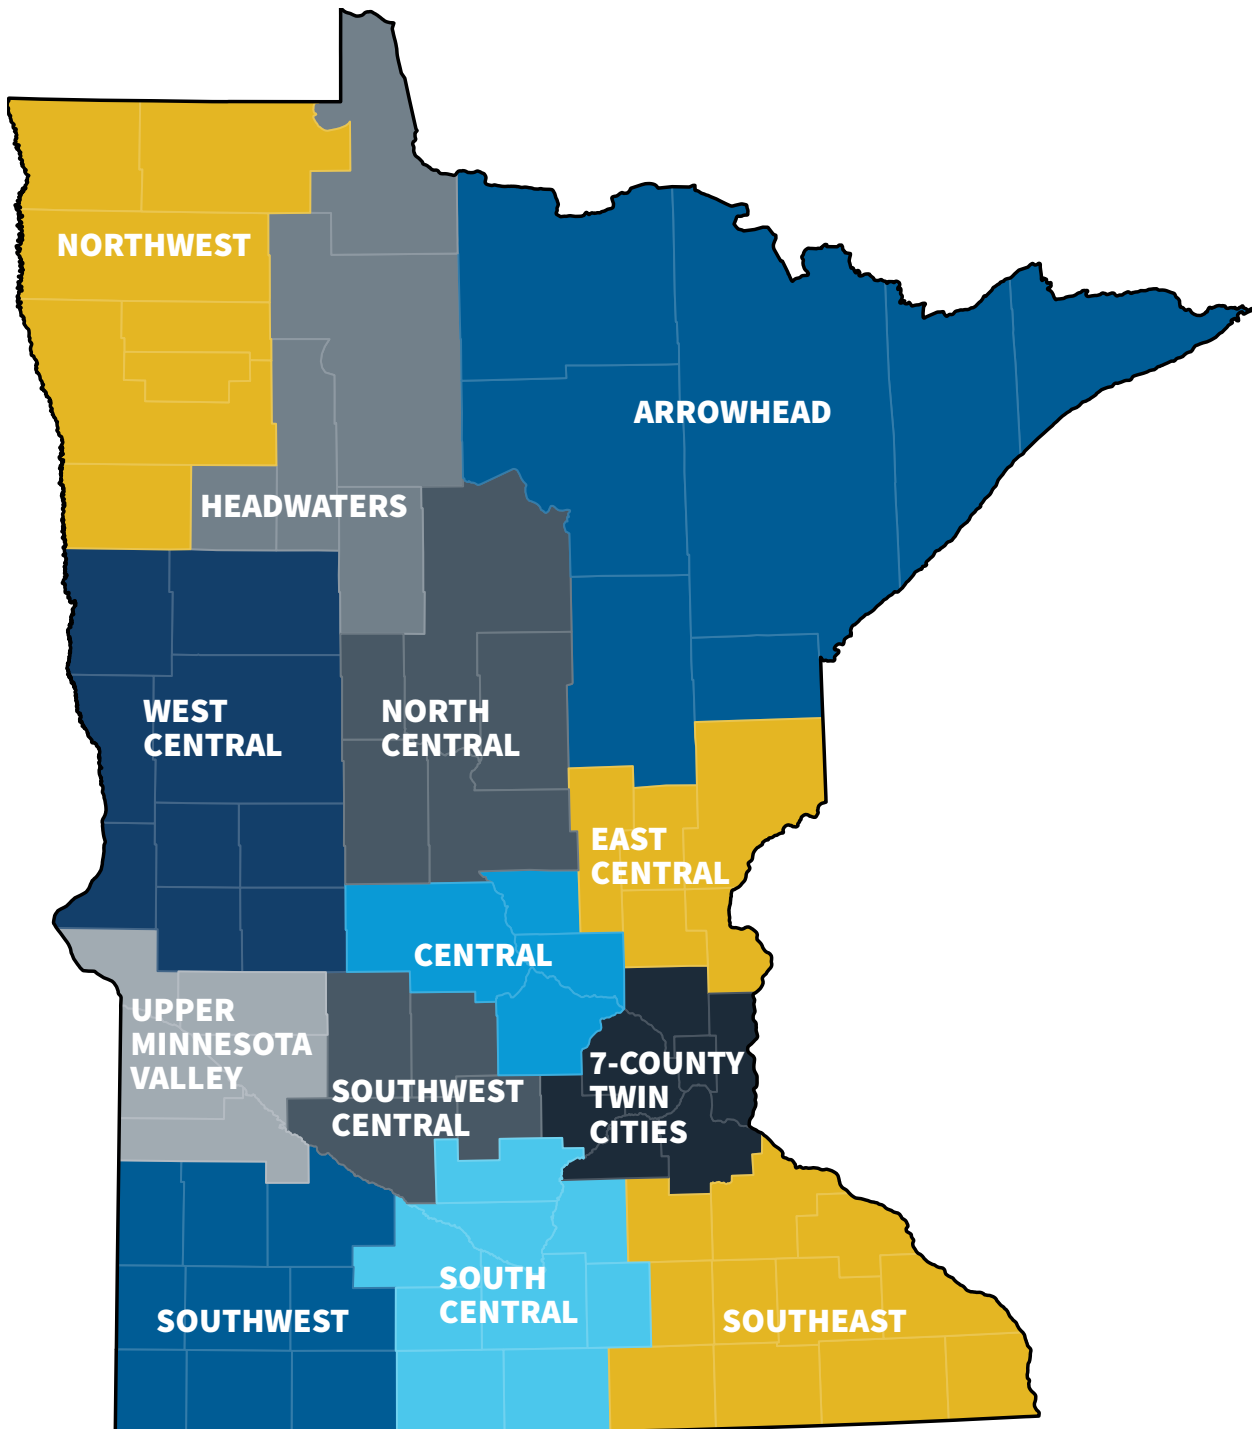 NORTHWEST
ARROWHEAD
HEADWATERS
WEST
CENTRAL
NORTH
CENTRAL
EAST
CENTRAL
CENTRAL
UPPER
MINNESOTA
VALLEY
SOUTHWEST
CENTRAL
7-COUNTY
TWIN
CITIES
SOUTH
CENTRAL
SOUTHWEST
SOUTHEAST